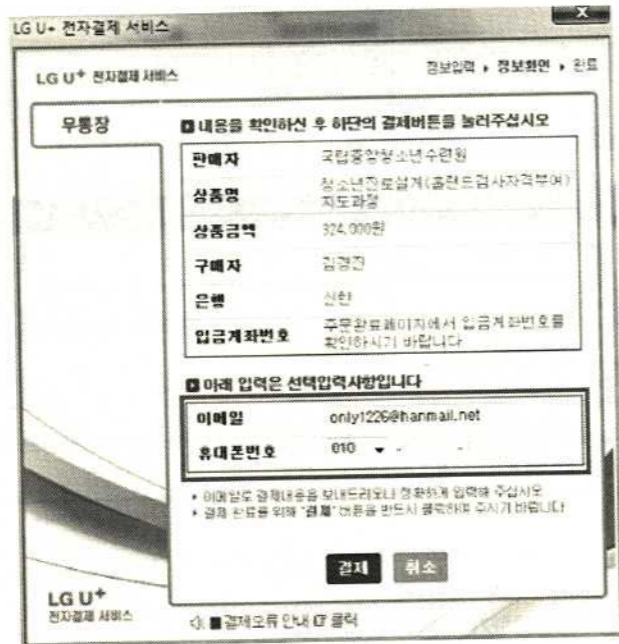 LG U+ 전자결제 서비스
X
LG U+ 전자결제 서비스
정보입력 ▸ 정보확인 ▸ 완료
무통장
내용을 확인하신 후 하단의 결제버튼을 눌러주십시오
판매자 국립중앙청소년수련원
상품명 청소년진로설계(홀랜드검사자격부여)
지도과정
상품금액 324,000원
구매자 김경진
은행 신한
입금계좌번호 주문완료페이지에서 입금계좌번호를
확인하시기 바랍니다
아래 입력은 선택입력사항입니다
이메일 only1226@hanmail.net
휴대폰번호 010 - -
이메일로 결제내용을 보내드리오니 정확하게 입력해 주십시오
결제 완료를 위해 "결제" 버튼을 반드시 클릭하여 주시기 바랍니다
결제 취소
LG U+
전자결제 서비스
결제오류 안내 ☞ 클릭